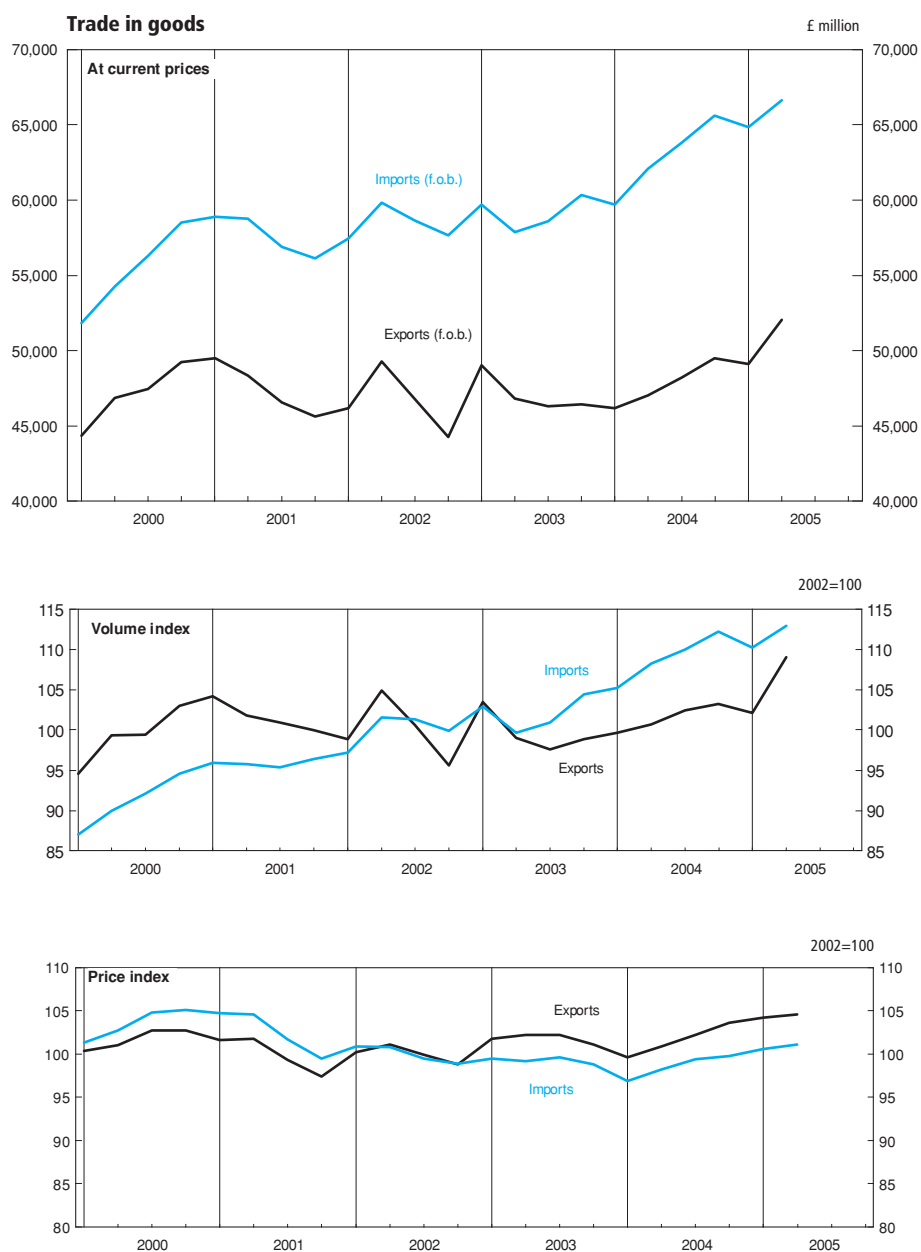 Trade in goods £ million
70,000 70,000
At current prices
65,000 65,000
Imports (f.o.b.)
60,000 60,000
55,000 55,000
Exports (f.o.b.)
50,000 50,000
45,000 45,000
40,000 40,000
2000 2001 2002 2003 2004 2005
2002=100
115 115
Volume index
110 110
Imports
105 105
100 100
Exports
95 95
90 90
85 85
2000 2001 2002 2003 2004 2005
2002=100
110 110
Price index
105 105
Exports
100 100
Imports
95 95
90 90
85 85
80 80
2000 2001 2002 2003 2004 2005